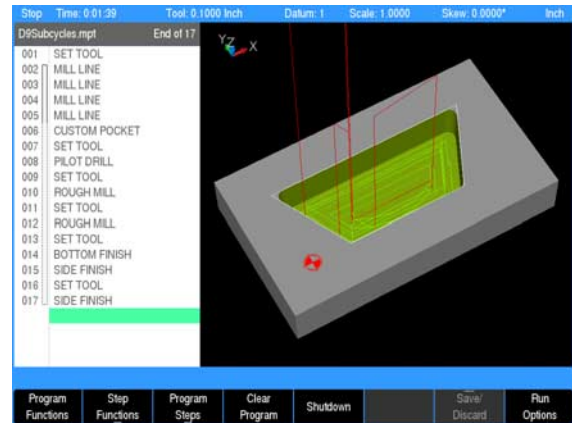 Stop Time: 0:01:39 Tool: 0.1000 Inch Datum: 1 Scale: 1.0000 Skew: 0.0000° Inch
D9Subcycles.mpt End of 17
001 SET TOOL
002 MILL LINE
003 MILL LINE
004 MILL LINE
005 MILL LINE
006 CUSTOM POCKET
007 SET TOOL
008 PILOT DRILL
009 SET TOOL
010 ROUGH MILL
011 SET TOOL
012 ROUGH MILL
013 SET TOOL
014 BOTTOM FINISH
015 SIDE FINISH
016 SET TOOL
017 SIDE FINISH
Y Z X
Program Functions
Step Functions
Program Steps
Clear Program
Shutdown
Save/ Discard
Run Options